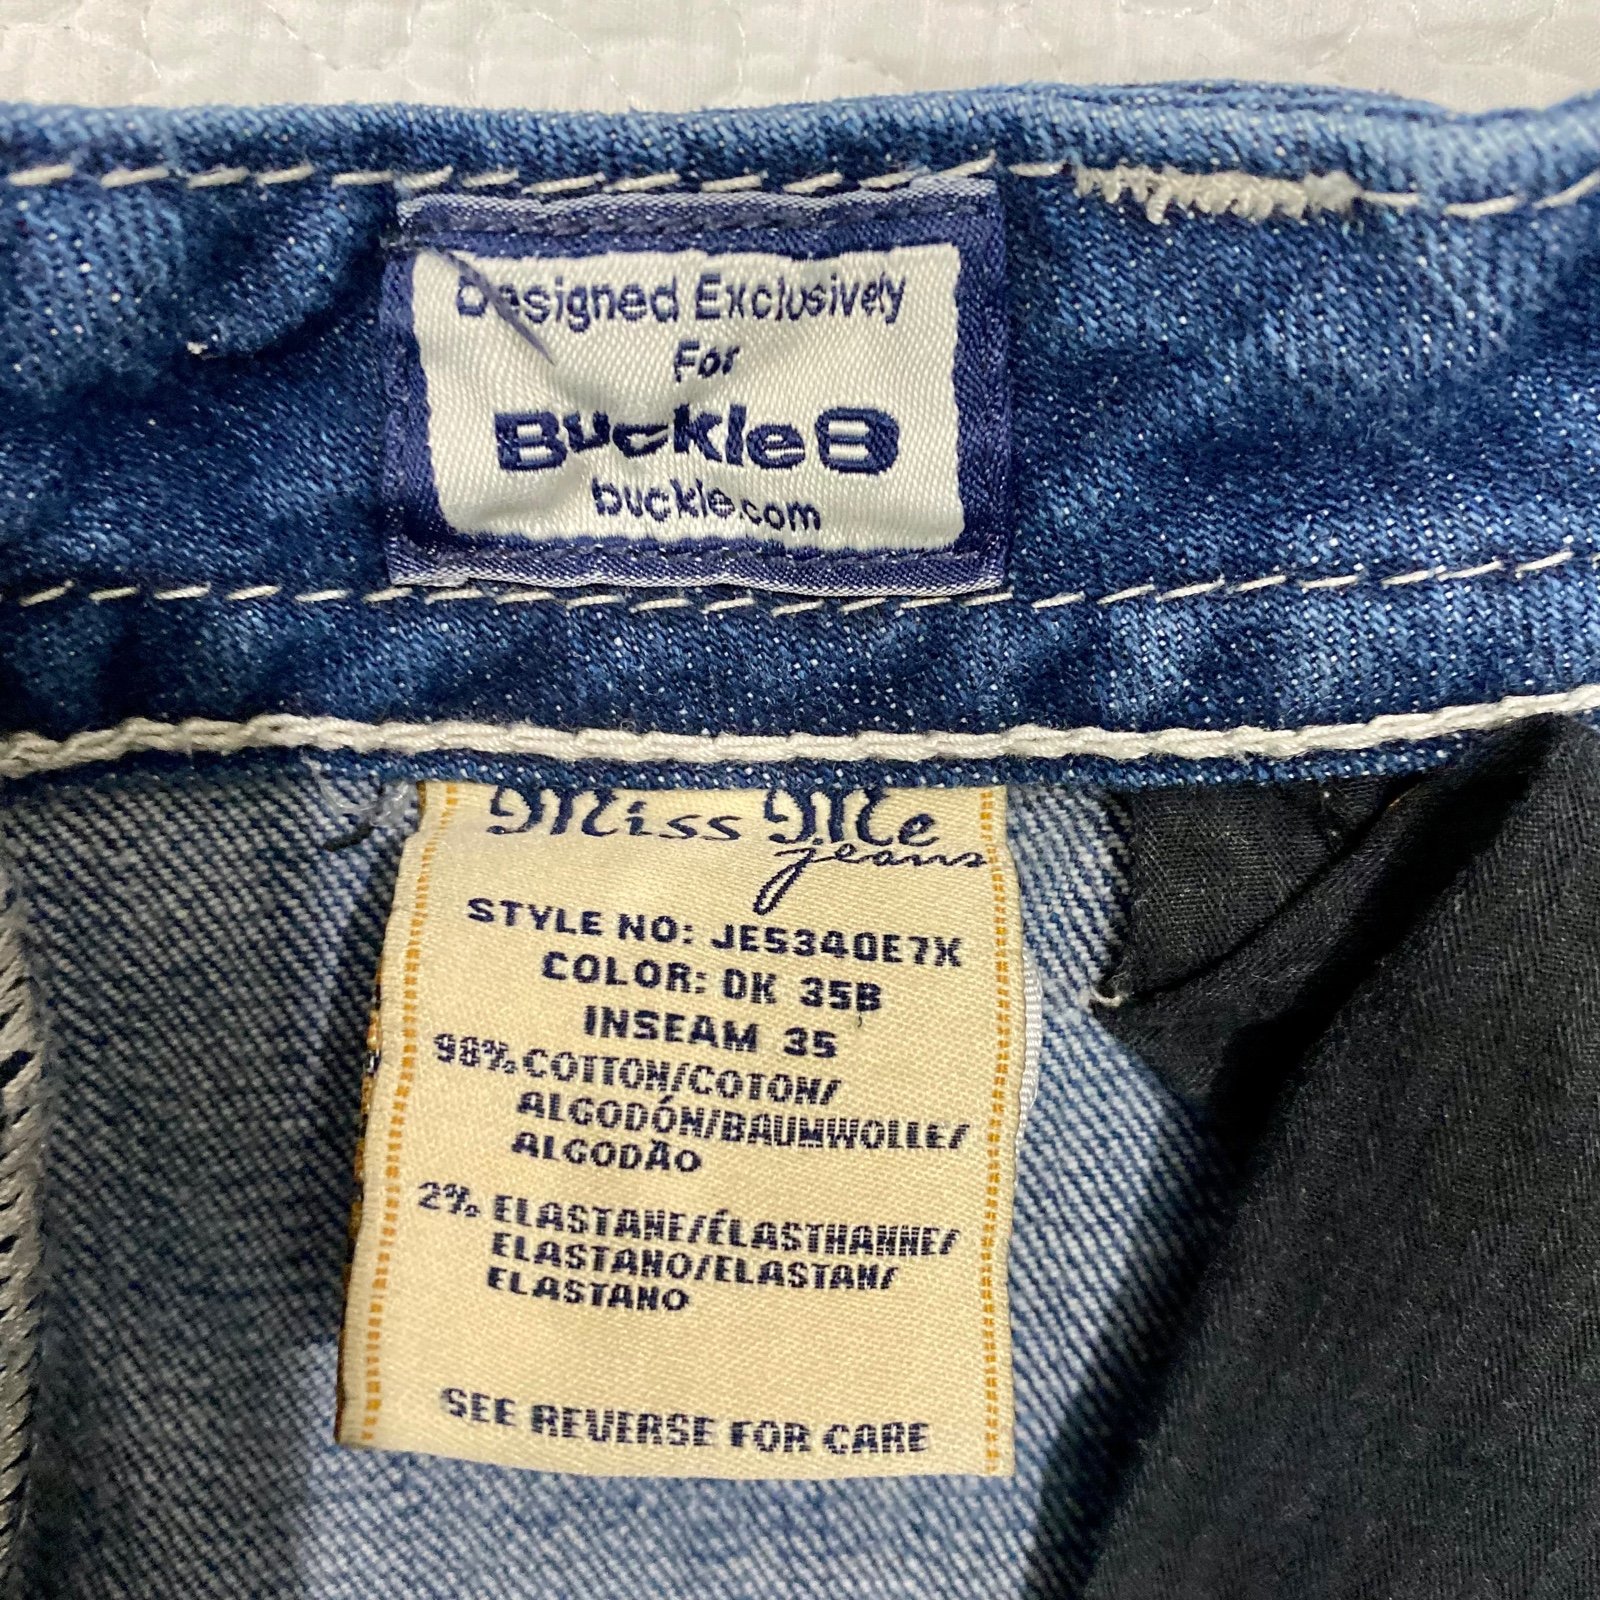 Designed Exclusively
For
Buckle B
buckle.com
Miss Me
jeans
STYLE NO: JE5340E7X
COLOR: DK 35B
INSEAM 35
98% COTTON/COTON/
ALGODÓN/BAUMWOLLE/
ALGODÃO
2% ELASTANE/ÉLASTHANNE/
ELASTANO/ELASTAN/
ELASTANO
SEE REVERSE FOR CARE